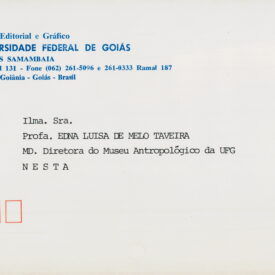 Editorial e Gráfico
RSIDADE FEDERAL DE GOIÁS
S SAMAMBAIA
l 131 - Fone (062) 261-5096 e 261-0333 Ramal 187
Goiânia - Goiás - Brasil
Ilma. Sra.
Profa. EDNA LUISA DE MELO TAVEIRA
MD. Diretora do Museu Antropológico da UFG
N E S T A